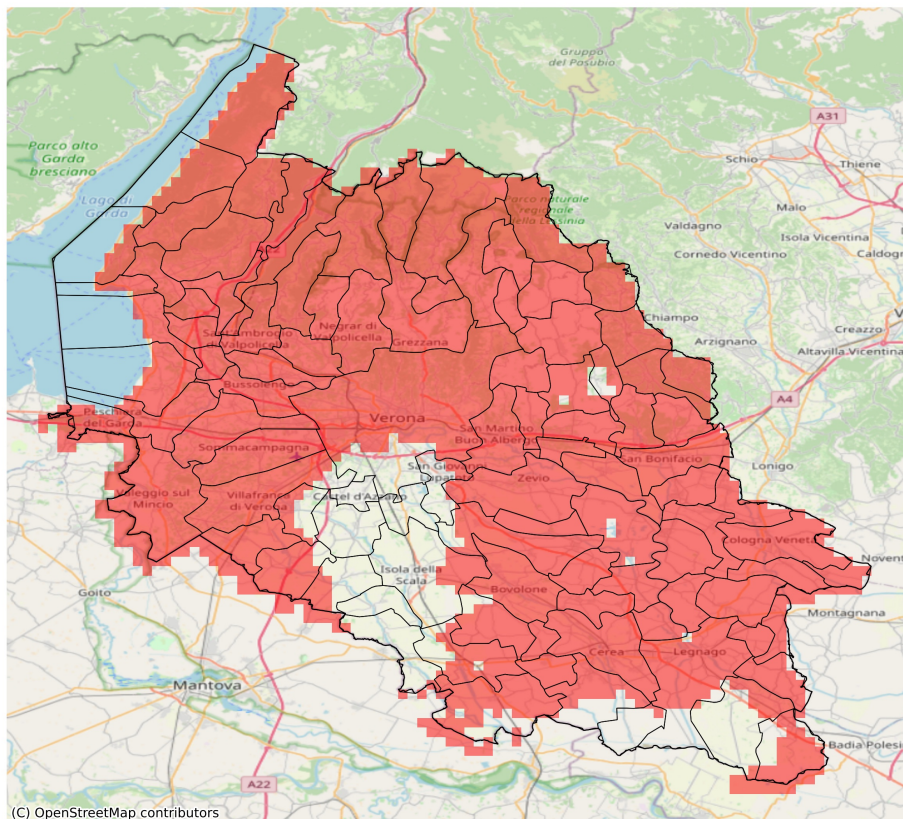 Gruppo
del Pasubio
A31
Parco alto
Garda
bresciano
Schio
Thiene
Lago di
Garda
Parco naturale
regionale
della Lessinia
Malo
Valdagno
Isola Vicentina
Cornedo Vicentino
Caldogn
Chiampo
V
Creazzo
Arzignano
Altavilla Vicentina
Sant'Ambrogio
di Valpolicella
Negrar di
Valpolicella
Grezzana
Bussolengo
A4
Peschiera
del Garda
Verona
San Martino
Buon Albergo
Sommacampagna
San Bonifacio
Lonigo
San Giovanni
Lupatoto
Zevio
Valeggio sul
Mincio
Villafranca
di Verona
Castel d'Azzano
Cologna Veneta
Novent
Isola della
Scala
Goito
Bovolone
Montagnana
Cerea
Legnago
Mantova
Badia Polesi
A22
(C) OpenStreetMap contributors